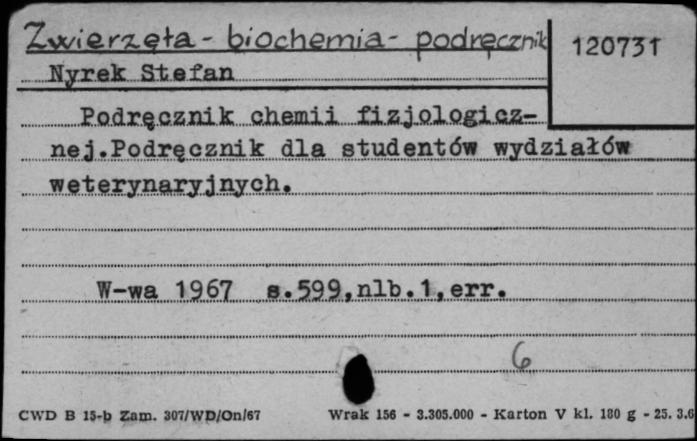 Zwierzęta - biochemia - podręcznik
120731
Nyrek Stefan
Podręcznik chemii fizjologicz-
nej.Podręcznik dla studentów wydziałów
weterynaryjnych.
W-wa 1967 s.599,nlb.1,err.
6
CWD B 15-b Zam. 307/WD/On/67
Wrak 156 - 3.305.000 - Karton V kl. 180 g - 25. 3.6